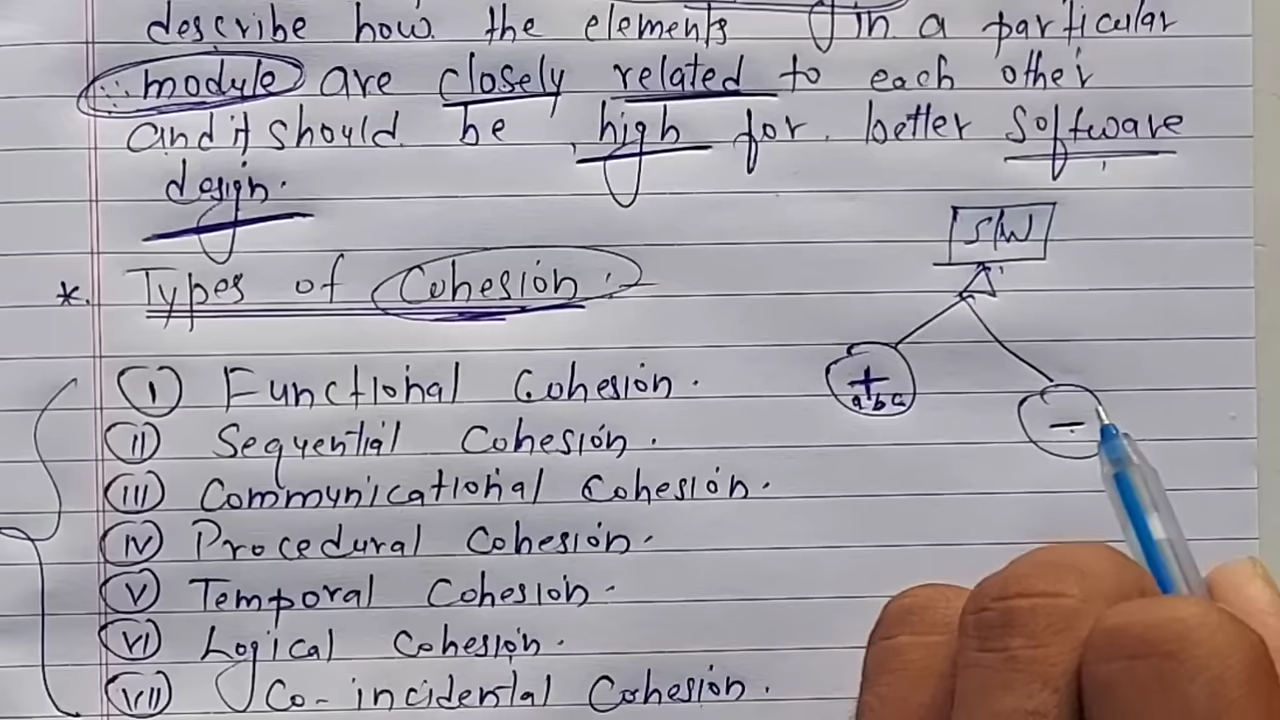 describe how the elements in a particular
∴ module are closely related to each other
and it should be high for better software
design.
S/W
* Types of Cohesion :
(i) Functional Cohesion.
+
a b c
(ii) Sequential Cohesion.
-
(iii) Communicational Cohesion.
(iv) Procedural Cohesion.
(v) Temporal Cohesion.
(vi) Logical Cohesion.
(vii) Co-incidental Cohesion.